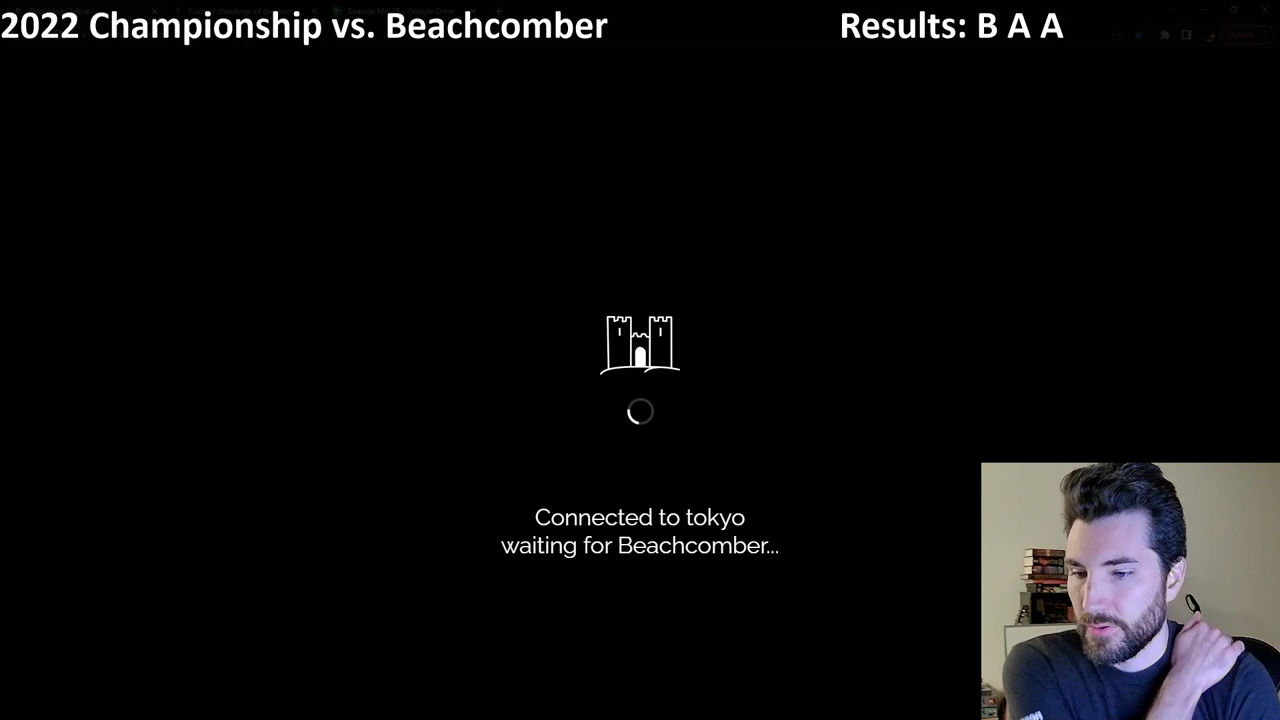 2022 Championship vs. Beachcomber
Results: B A A
Connected to tokyo
waiting for Beachcomber...